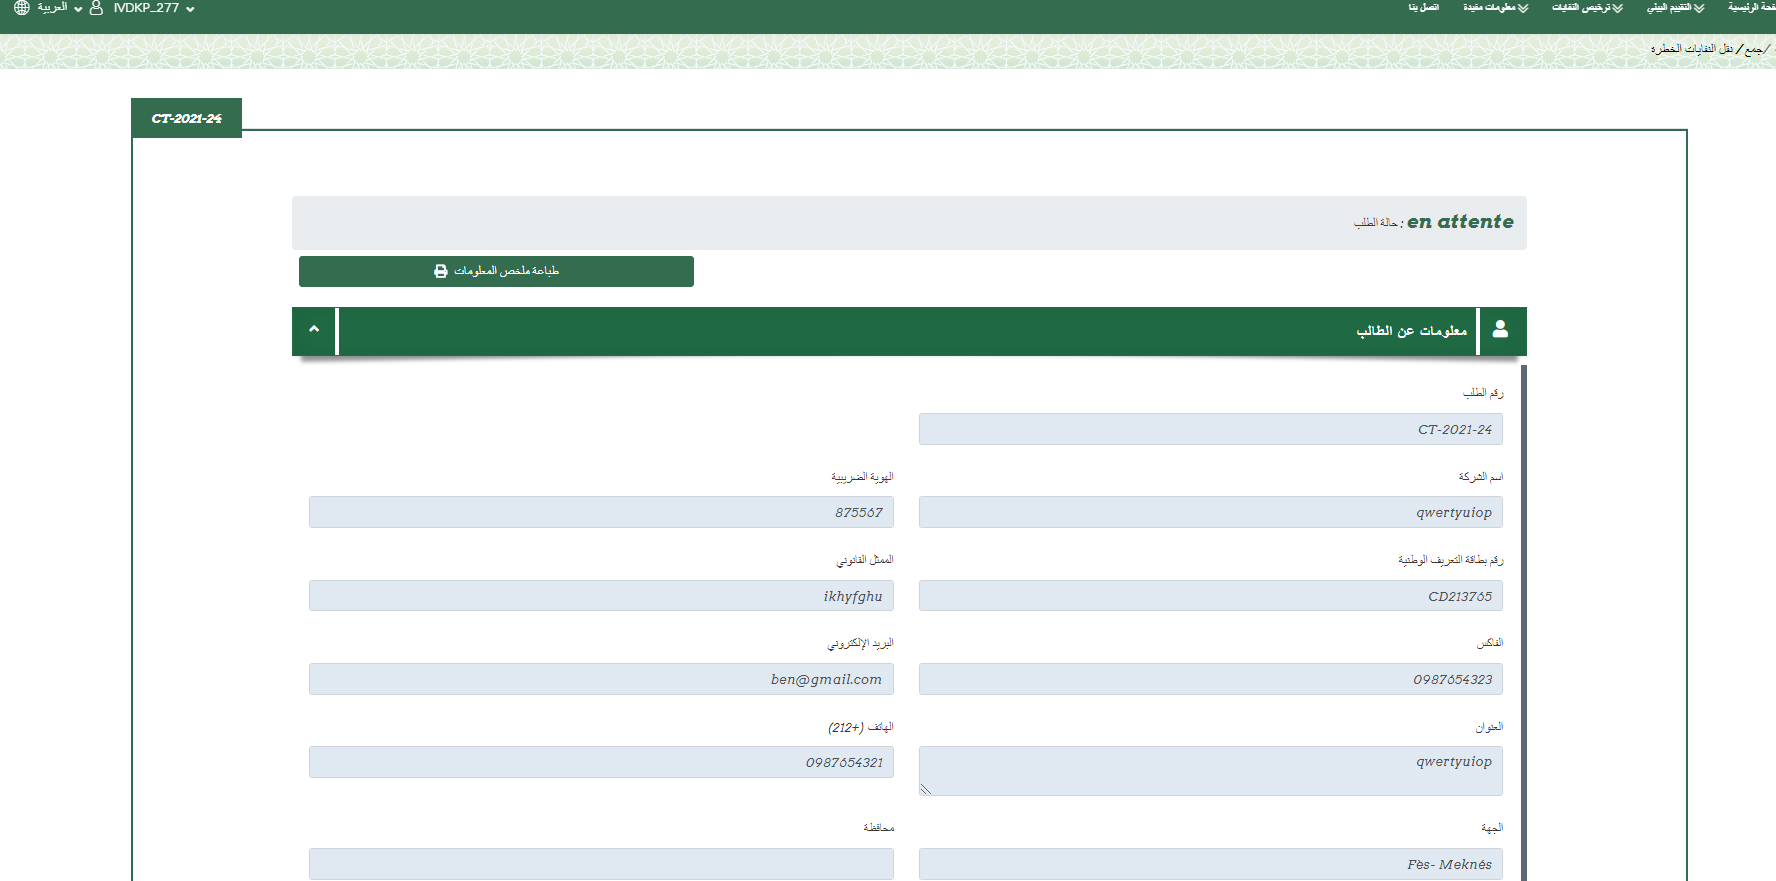 الرئيسية
التقييم البيئي
ترخيص النفايات
معلومات مفيدة
اتصل بنا
IVDKP_277
العربية
/ جمع / نقل النفايات الخطرة
CT-2021-24
en attente : حالة الطلب
طباعة ملخص المعلومات
معلومات عن الطالب
رقم الطلب
CT-2021-24
اسم الشركة
الهوية الضريبية
qwertyuiop
875567
رقم بطاقة التعريف الوطنية
الممثل القانوني
CD213765
ikhyfghu
الفاكس
البريد الإلكتروني
0987654323
ben@gmail.com
العنوان
الهاتف (+212)
qwertyuiop
0987654321
الجهة
محافظة
Fès- Meknés